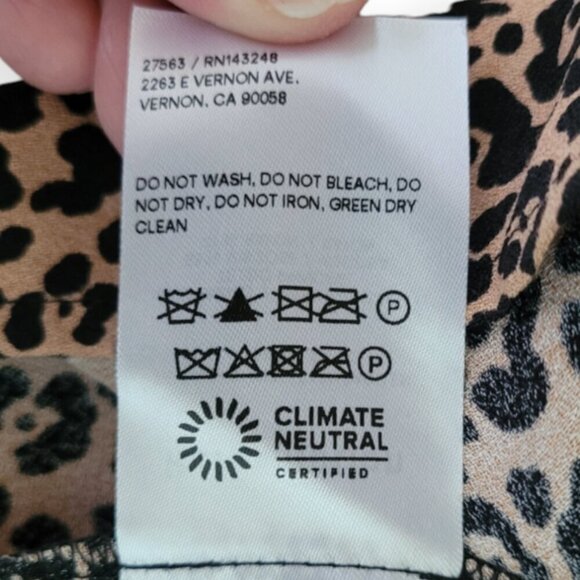 27563 / RN143248
2263 E VERNON AVE.
VERNON, CA 90058
DO NOT WASH, DO NOT BLEACH, DO
NOT DRY, DO NOT IRON, GREEN DRY
CLEAN
P
P
CLIMATE
NEUTRAL
CERTIFIED